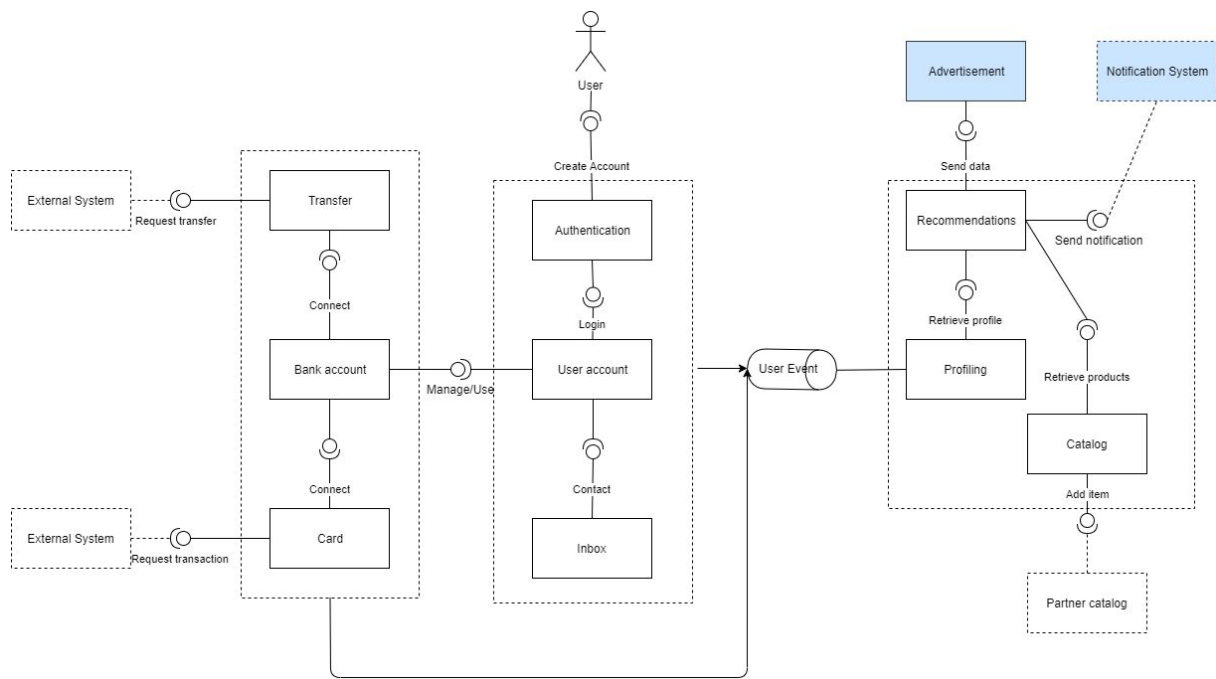 User
Advertisement
Notification System
Create Account
Send data
External System
Transfer
Request transfer
Authentication
Recommendations
Send notification
Connect
Login
Retrieve profile
Bank account
Manage/Use
User account
User Event
Profiling
Retrieve products
Catalog
Connect
Contact
Add item
External System
Request transaction
Card
Inbox
Partner catalog